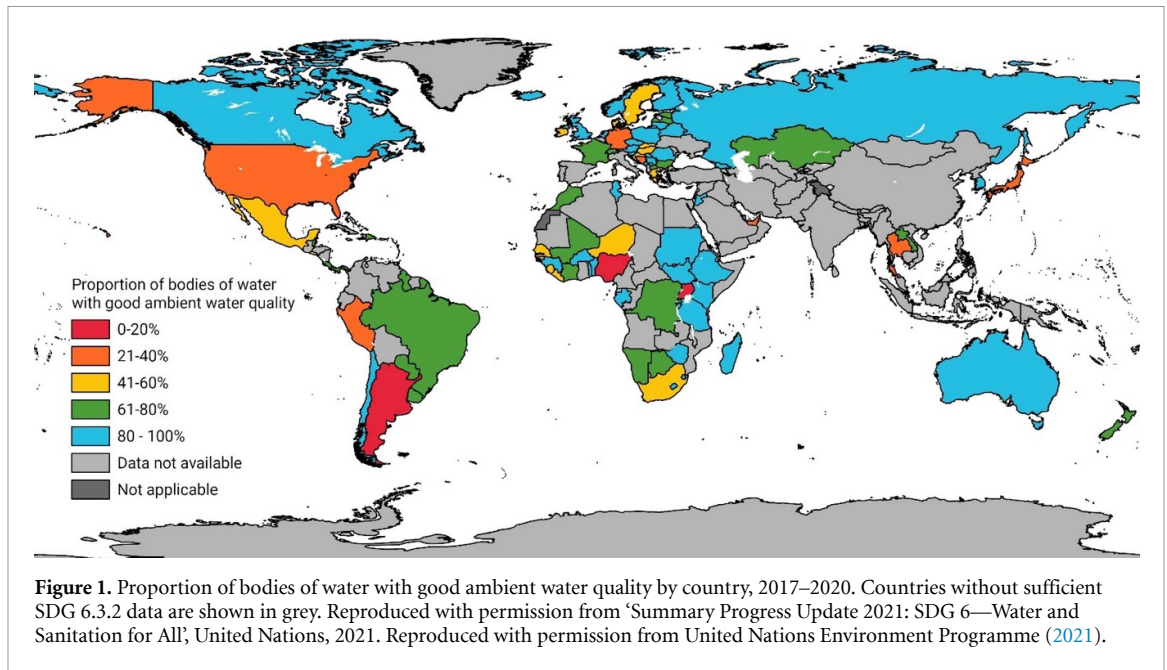 Proportion of bodies of water
with good ambient water quality
0-20%
21-40%
41-60%
61-80%
80 - 100%
Data not available
Not applicable
Figure 1. Proportion of bodies of water with good ambient water quality by country, 2017–2020. Countries without sufficient
SDG 6.3.2 data are shown in grey. Reproduced with permission from ‘Summary Progress Update 2021: SDG 6—Water and
Sanitation for All’, United Nations, 2021. Reproduced with permission from United Nations Environment Programme (2021).